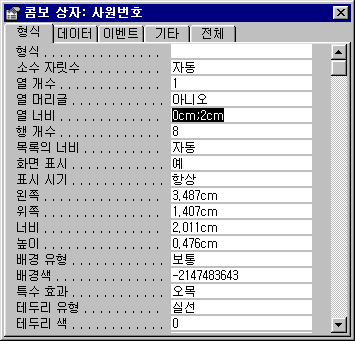 콤보 상자: 사원번호
형식 데이터 이벤트 기타 전체
형식
소수 자릿수 자동
열 개수 1
열 머리글 아니오
열 너비 0cm;2cm
행 개수 8
목록의 너비 자동
화면 표시 예
표시 시기 항상
왼쪽 3,487cm
위쪽 1,407cm
너비 2,011cm
높이 0,476cm
배경 유형 보통
배경색 -2147483643
특수 효과 오목
테두리 유형 실선
테두리 색 0